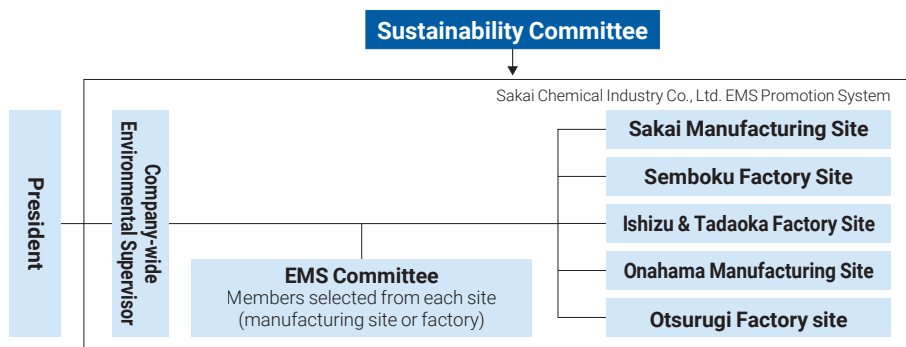 Sustainability Committee
Sakai Chemical Industry Co., Ltd. EMS Promotion System
President
Company-wide
Environmental Supervisor
EMS Committee
Members selected from each site
(manufacturing site or factory)
Sakai Manufacturing Site
Semboku Factory Site
Ishizu & Tadaoka Factory Site
Onahama Manufacturing Site
Otsurugi Factory site